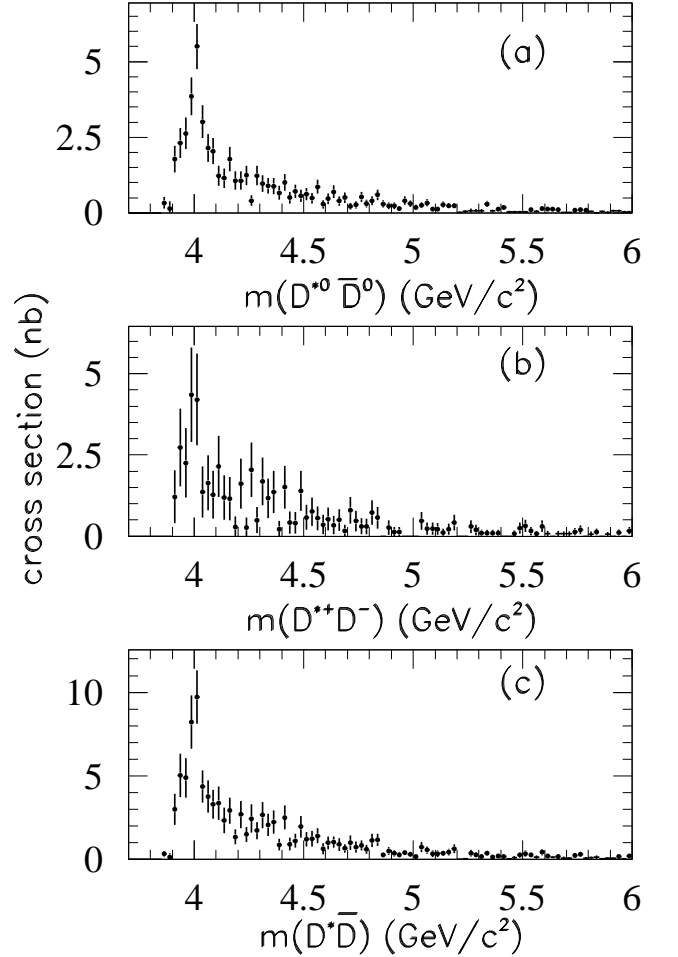 (a)
5
2.5
0
4 4.5 5 5.5 6
m(D*⁰ D̅⁰) (GeV/c²)
cross section (nb)
(b)
5
2.5
0
4 4.5 5 5.5 6
m(D*⁺D⁻) (GeV/c²)
(c)
10
5
0
4 4.5 5 5.5 6
m(D*D̅) (GeV/c²)